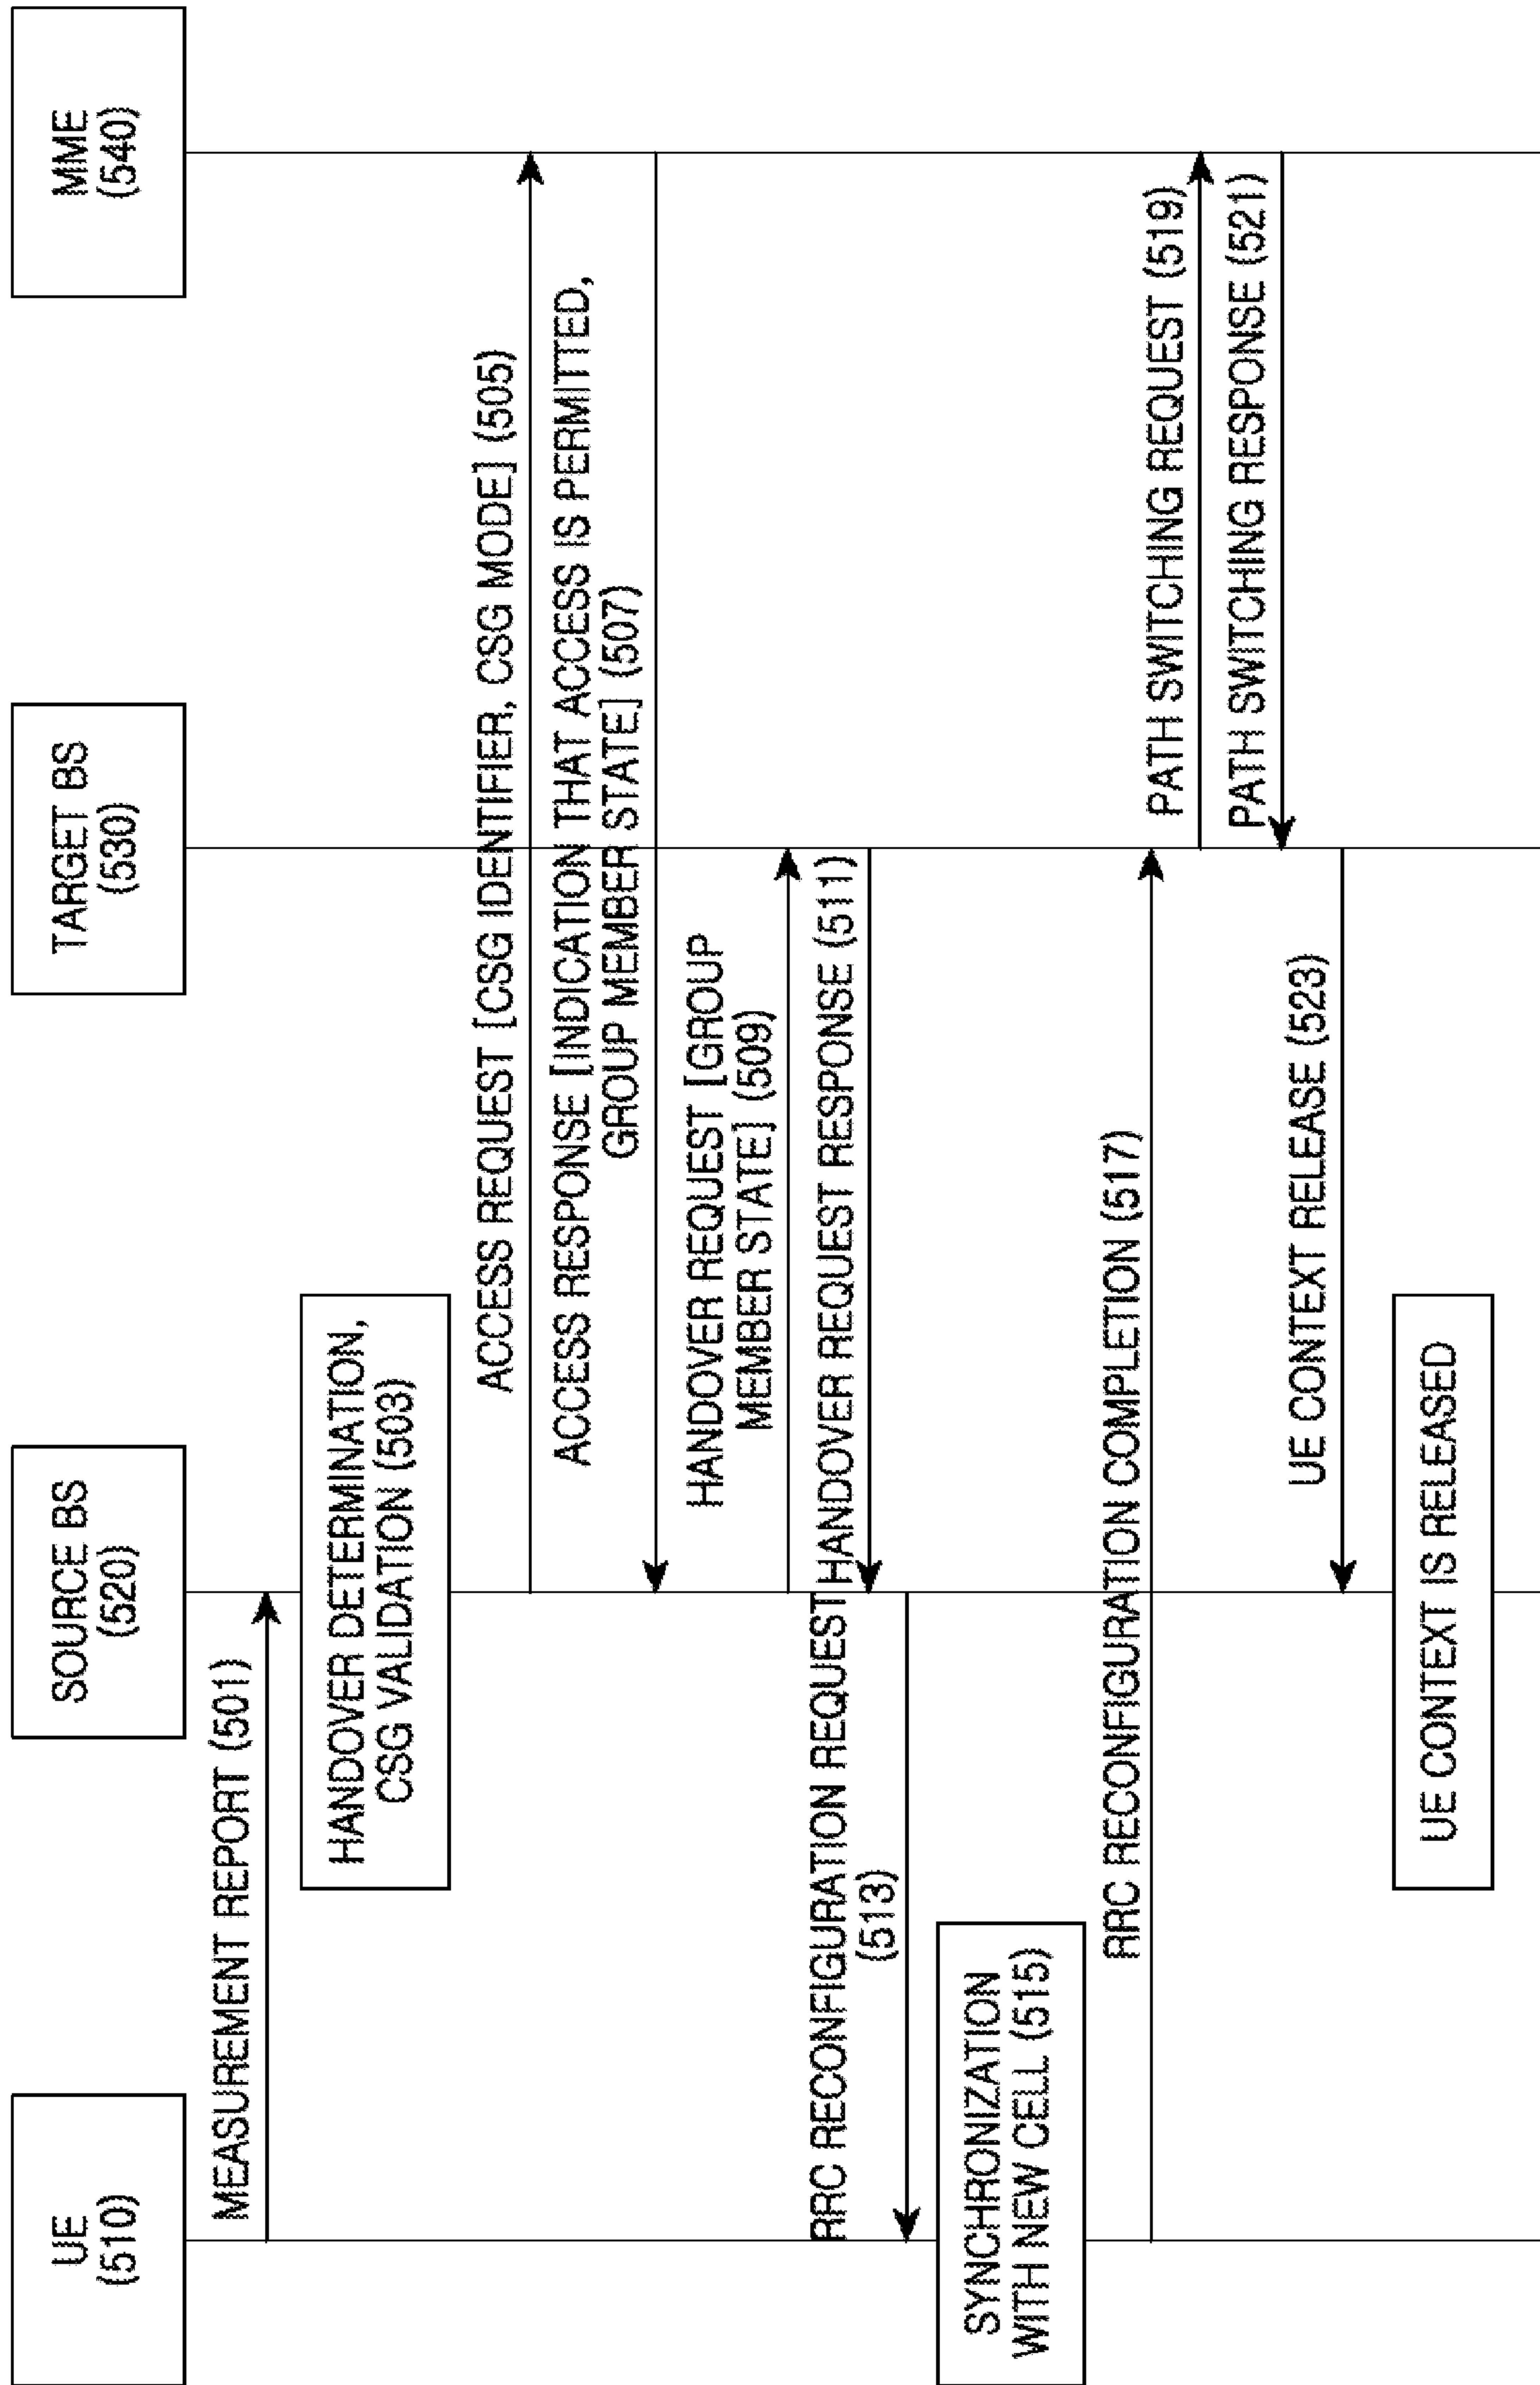 UE
(510)
SOURCE BS
(520)
TARGET BS
(530)
MME
(540)
MEASUREMENT REPORT (501)
HANDOVER DETERMINATION,
CSG VALIDATION (503)
ACCESS REQUEST [CSG IDENTIFIER, CSG MODE] (505)
ACCESS RESPONSE [INDICATION THAT ACCESS IS PERMITTED,
GROUP MEMBER STATE] (507)
HANDOVER REQUEST [GROUP
MEMBER STATE] (509)
HANDOVER REQUEST RESPONSE (511)
RRC RECONFIGURATION REQUEST
(513)
SYNCHRONIZATION
WITH NEW CELL (515)
RRC RECONFIGURATION COMPLETION (517)
PATH SWITCHING REQUEST (519)
PATH SWITCHING RESPONSE (521)
UE CONTEXT RELEASE (523)
UE CONTEXT IS RELEASED